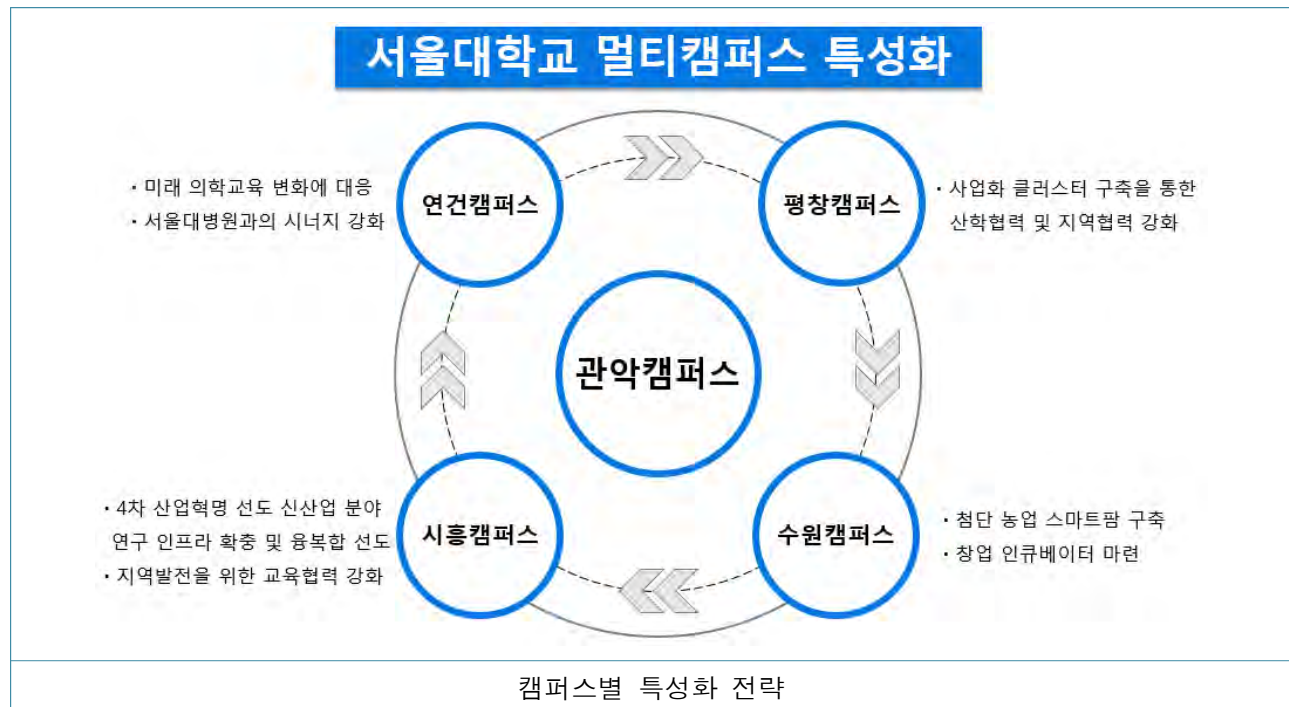 서울대학교 멀티캠퍼스 특성화
연건캠퍼스
· 미래 의학교육 변화에 대응
· 서울대병원과의 시너지 강화
평창캠퍼스
· 사업화 클러스터 구축을 통한
산학협력 및 지역협력 강화
관악캠퍼스
시흥캠퍼스
· 4차 산업혁명 선도 신산업 분야
연구 인프라 확충 및 융복합 선도
· 지역발전을 위한 교육협력 강화
수원캠퍼스
· 첨단 농업 스마트팜 구축
· 창업 인큐베이터 마련
캠퍼스별 특성화 전략